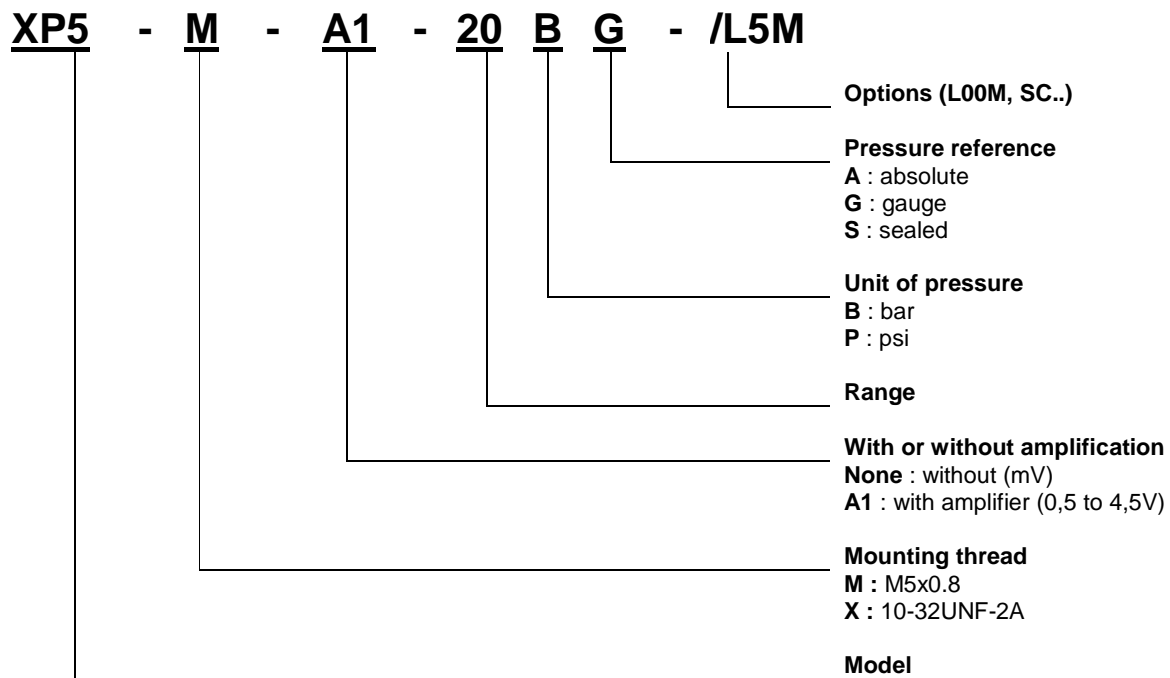 XP5 - M - A1 - 20 B G - /L5M
Options (L00M, SC..)
Pressure reference
A : absolute
G : gauge
S : sealed
Unit of pressure
B : bar
P : psi
Range
With or without amplification
None : without (mV)
A1 : with amplifier (0,5 to 4,5V)
Mounting thread
M : M5x0.8
X : 10-32UNF-2A
Model